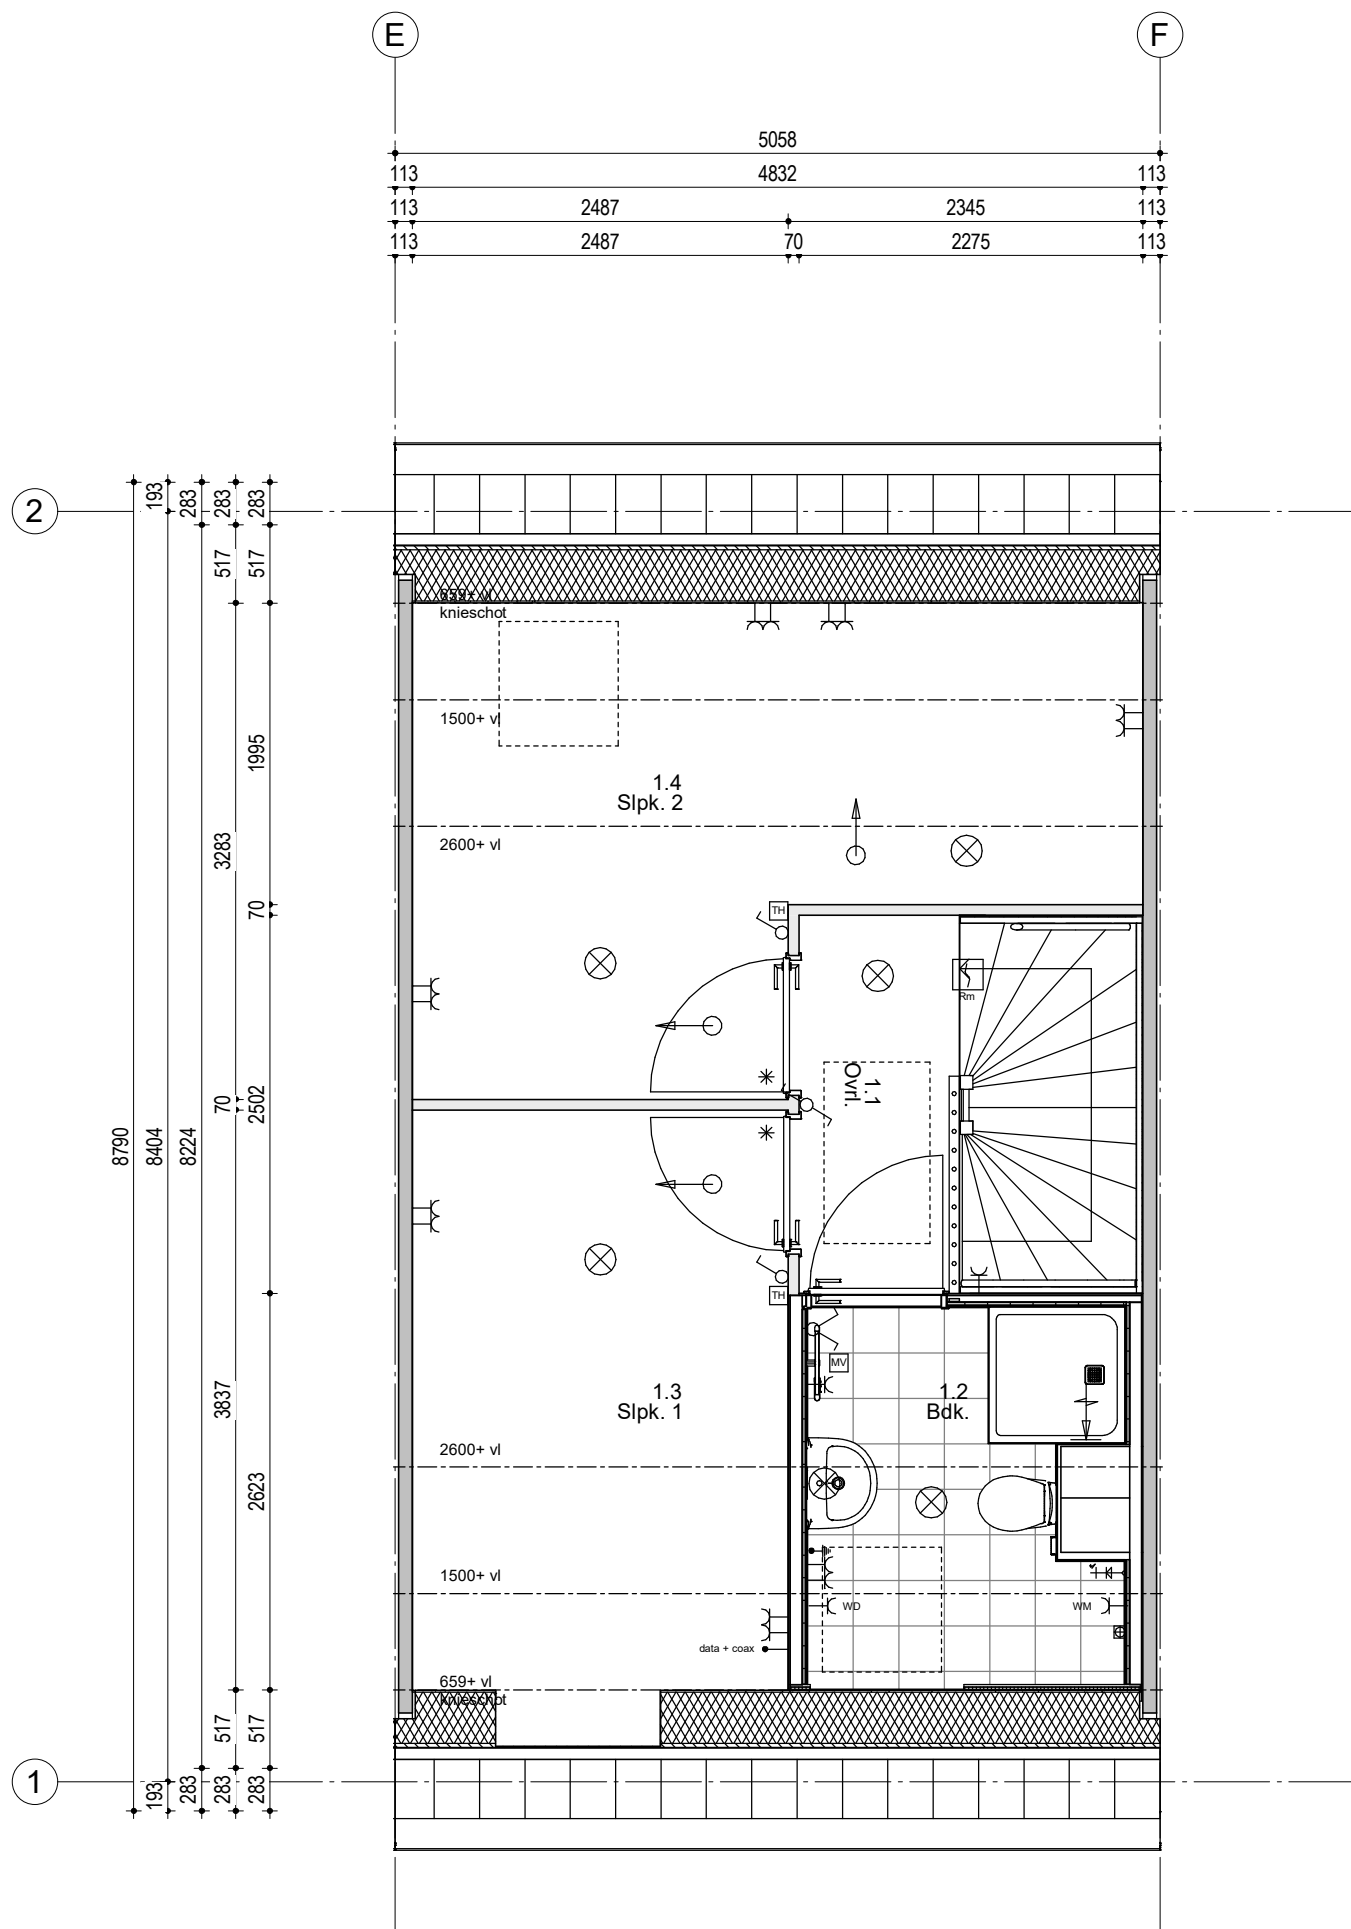 E
F
5058
113
4832
113
113
2487
2345
113
113
2487
70
2275
113
2
193
283
283
283
517
517
659+ vl
knieschot
1500+ vl
1995
1.4
Slpk. 2
2600+ vl
3283
70
TH
Rm
1.1
Ovrl.
70
2502
8790
8404
8224
TH
MV
1.3
Slpk. 1
1.2
Bdk.
3837
2600+ vl
2623
1500+ vl
WD
WM
data + coax
659+ vl
knieschot
517
517
1
193
283
283
283